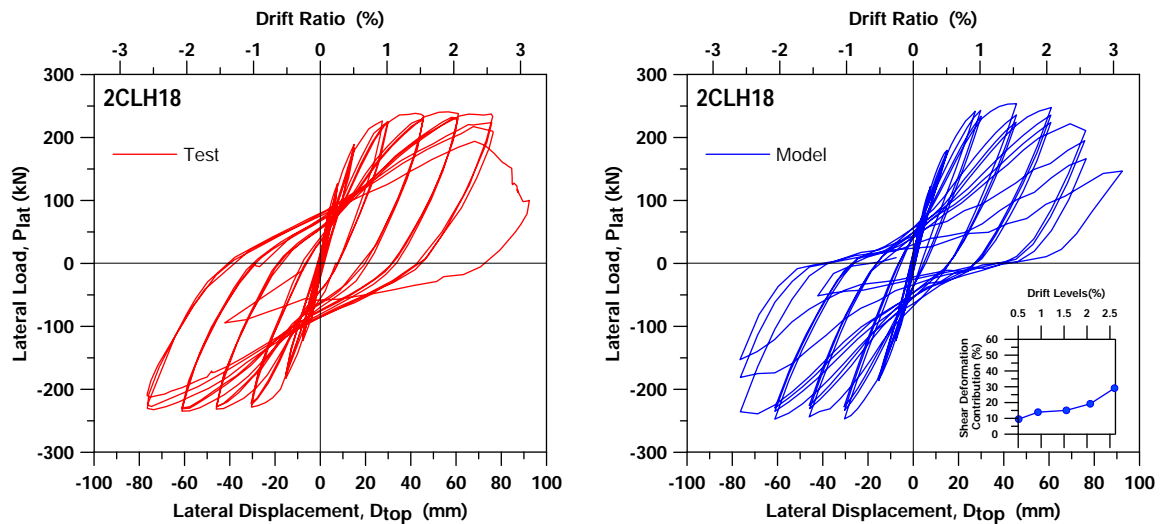 Drift Ratio (%)
-3 -2 -1 0 1 2 3
300
200
100
0
-100
-200
-300
Lateral Load, Plat (kN)
2CLH18
Test
-100 -80 -60 -40 -20 0 20 40 60 80 100
Lateral Displacement, Dtop (mm)
Drift Ratio (%)
-3 -2 -1 0 1 2 3
300
200
100
0
-100
-200
-300
Lateral Load, Plat (kN)
2CLH18
Model
Drift Levels(%)
0.5 1 1.5 2 2.5
60
50
40
30
20
10
0
Shear Deformation
Contribution (%)
-100 -80 -60 -40 -20 0 20 40 60 80 100
Lateral Displacement, Dtop (mm)